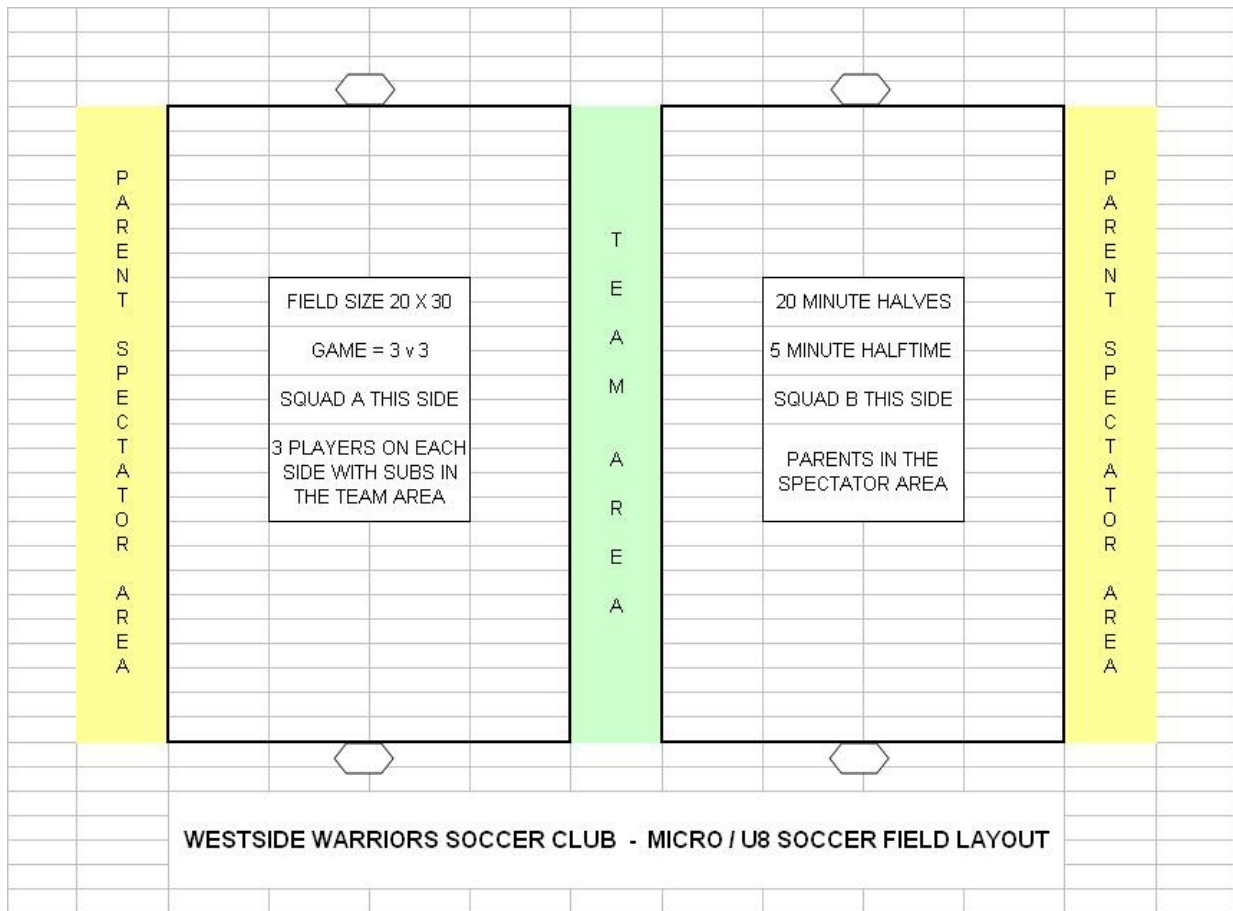 PARENT SPECTATOR AREA
FIELD SIZE 20 X 30
GAME = 3 v 3
SQUAD A THIS SIDE
3 PLAYERS ON EACH
SIDE WITH SUBS IN
THE TEAM AREA
TEAM AREA
20 MINUTE HALVES
5 MINUTE HALFTIME
SQUAD B THIS SIDE
PARENTS IN THE
SPECTATOR AREA
PARENT SPECTATOR AREA
WESTSIDE WARRIORS SOCCER CLUB - MICRO / U8 SOCCER FIELD LAYOUT